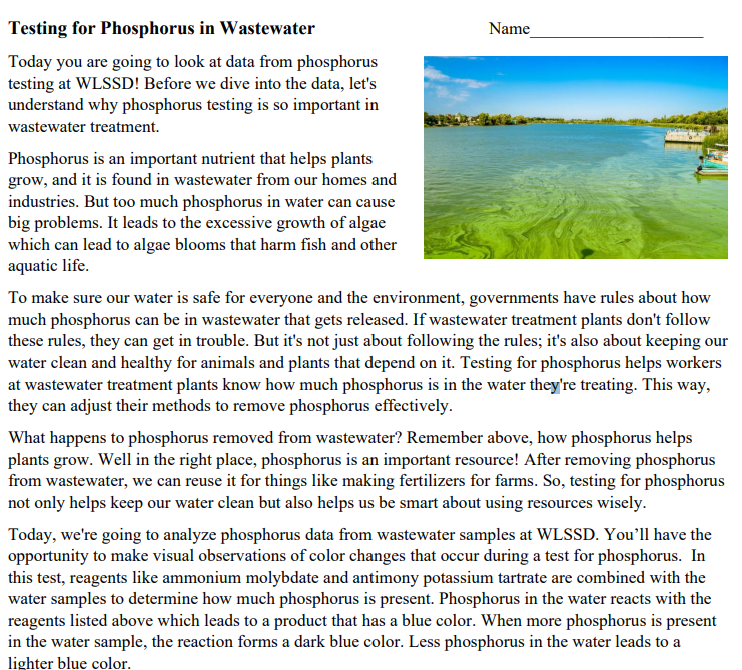 Testing for Phosphorus in Wastewater Name____________________
Today you are going to look at data from phosphorus
testing at WLSSD! Before we dive into the data, let's
understand why phosphorus testing is so important in
wastewater treatment.
Phosphorus is an important nutrient that helps plants
grow, and it is found in wastewater from our homes and
industries. But too much phosphorus in water can cause
big problems. It leads to the excessive growth of algae
which can lead to algae blooms that harm fish and other
aquatic life.
To make sure our water is safe for everyone and the environment, governments have rules about how
much phosphorus can be in wastewater that gets released. If wastewater treatment plants don't follow
these rules, they can get in trouble. But it's not just about following the rules; it's also about keeping our
water clean and healthy for animals and plants that depend on it. Testing for phosphorus helps workers
at wastewater treatment plants know how much phosphorus is in the water they're treating. This way,
they can adjust their methods to remove phosphorus effectively.
What happens to phosphorus removed from wastewater? Remember above, how phosphorus helps
plants grow. Well in the right place, phosphorus is an important resource! After removing phosphorus
from wastewater, we can reuse it for things like making fertilizers for farms. So, testing for phosphorus
not only helps keep our water clean but also helps us be smart about using resources wisely.
Today, we're going to analyze phosphorus data from wastewater samples at WLSSD. You’ll have the
opportunity to make visual observations of color changes that occur during a test for phosphorus. In
this test, reagents like ammonium molybdate and antimony potassium tartrate are combined with the
water samples to determine how much phosphorus is present. Phosphorus in the water reacts with the
reagents listed above which leads to a product that has a blue color. When more phosphorus is present
in the water sample, the reaction forms a dark blue color. Less phosphorus in the water leads to a
lighter blue color.